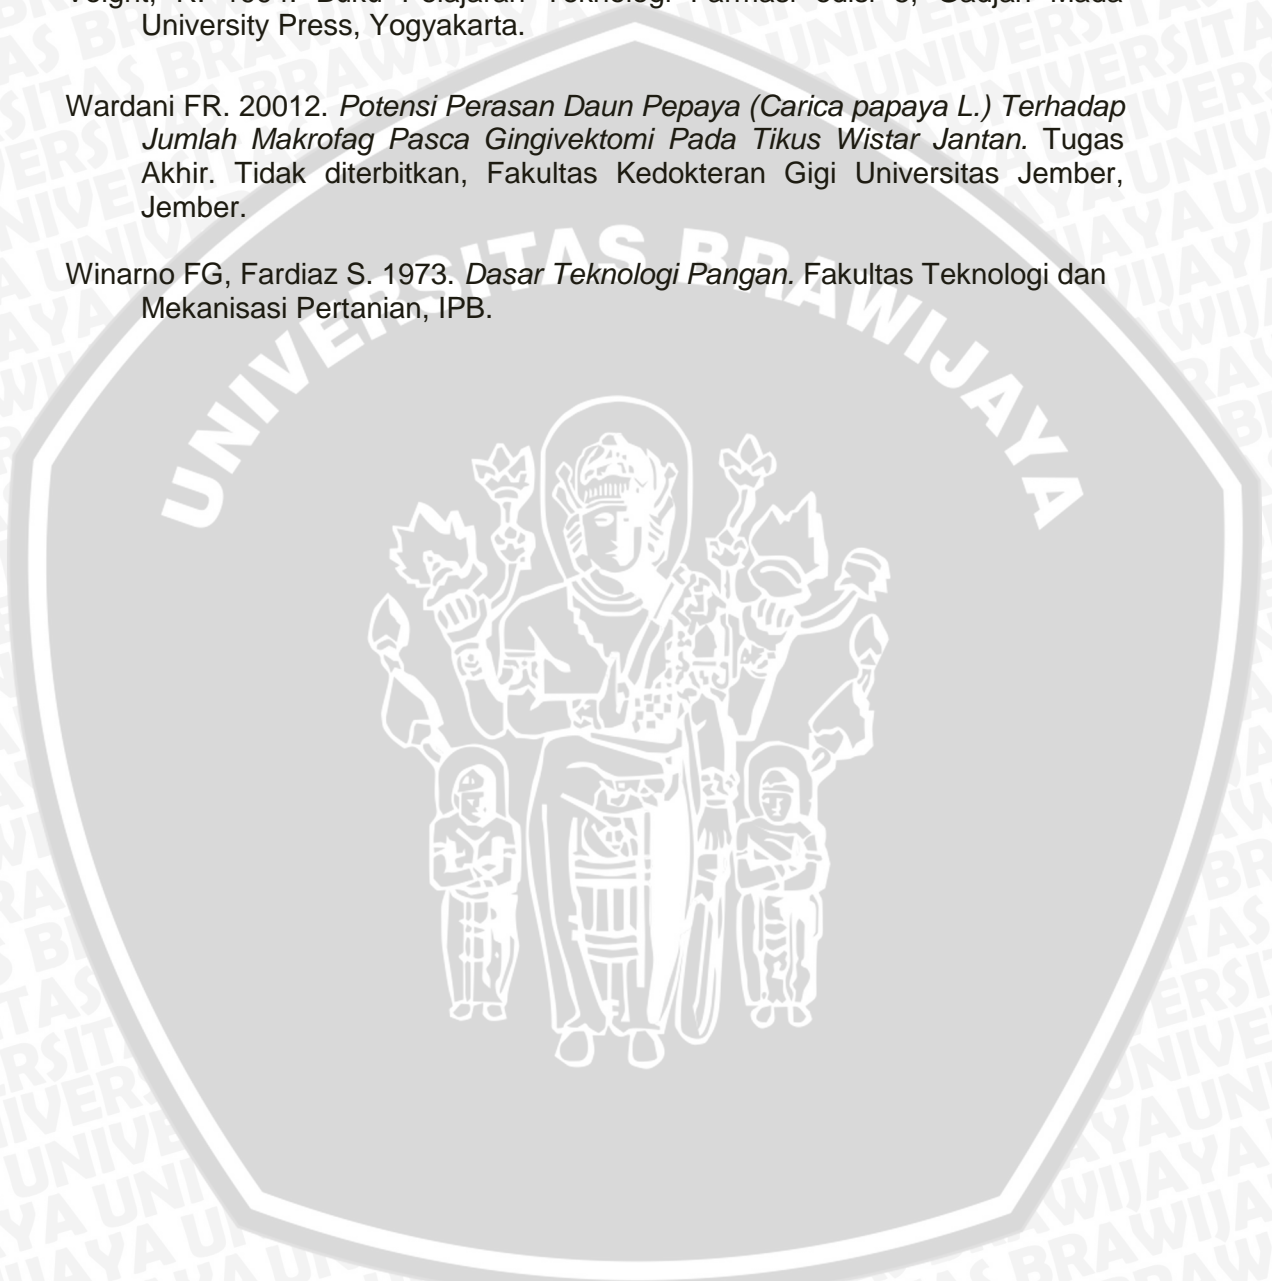 University Press, Yogyakarta.
Wardani FR. 20012. Potensi Perasan Daun Pepaya (Carica papaya L.) Terhadap
Jumlah Makrofag Pasca Gingivektomi Pada Tikus Wistar Jantan. Tugas
Akhir. Tidak diterbitkan, Fakultas Kedokteran Gigi Universitas Jember,
Jember.
Winarno FG, Fardiaz S. 1973. Dasar Teknologi Pangan. Fakultas Teknologi dan
Mekanisasi Pertanian, IPB.
UNIVERSITAS BRAWIJAYA